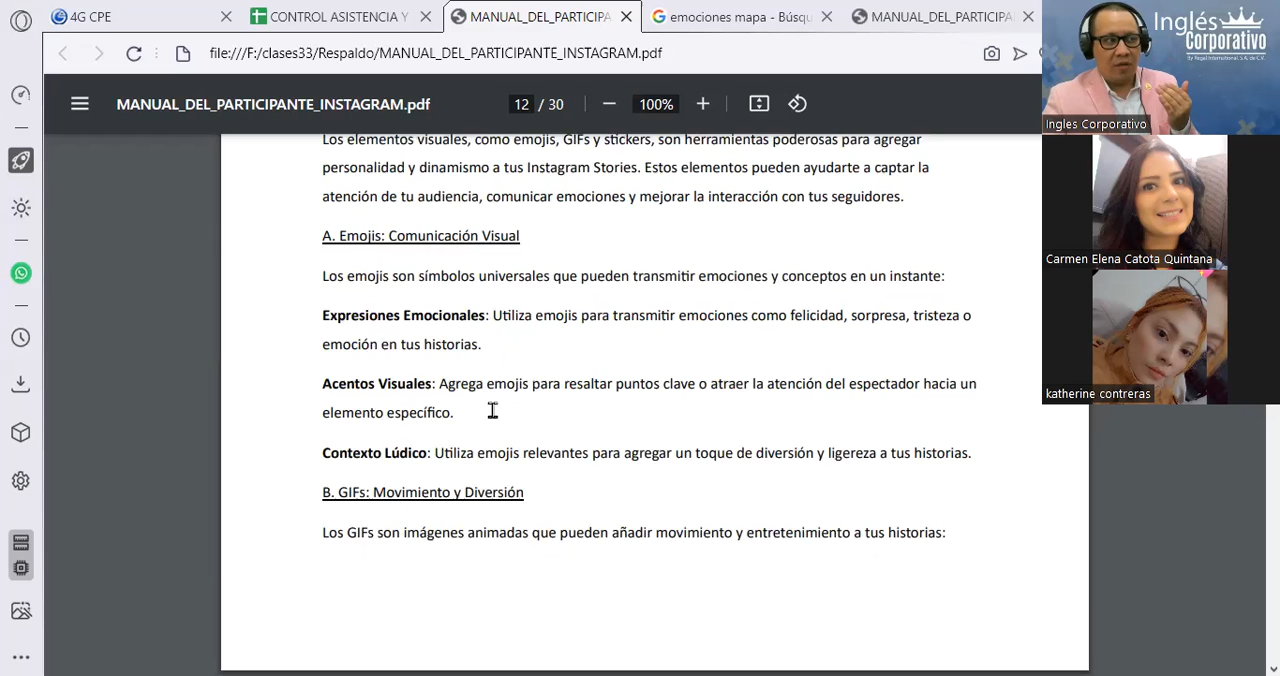 4G CPE
CONTROL ASISTENCIA Y
MANUAL_DEL_PARTICIPA
emociones mapa - Búsqu
MANUAL_DEL_PARTICIPA
file:///F:/clases33/Respaldo/MANUAL_DEL_PARTICIPANTE_INSTAGRAM.pdf
MANUAL_DEL_PARTICIPANTE_INSTAGRAM.pdf
12 / 30
100%
Los elementos visuales, como emojis, GIFs y stickers, son herramientas poderosas para agregar
personalidad y dinamismo a tus Instagram Stories. Estos elementos pueden ayudarte a captar la
atención de tu audiencia, comunicar emociones y mejorar la interacción con tus seguidores.
A. Emojis: Comunicación Visual
Los emojis son símbolos universales que pueden transmitir emociones y conceptos en un instante:
Expresiones Emocionales: Utiliza emojis para transmitir emociones como felicidad, sorpresa, tristeza o
emoción en tus historias.
Acentos Visuales: Agrega emojis para resaltar puntos clave o atraer la atención del espectador hacia un
elemento específico.
Contexto Lúdico: Utiliza emojis relevantes para agregar un toque de diversión y ligereza a tus historias.
B. GIFs: Movimiento y Diversión
Los GIFs son imágenes animadas que pueden añadir movimiento y entretenimiento a tus historias:
Inglés
Corporativo
By Regal International, S.A. de C.V.
Ingles Corporativo
Carmen Elena Catota Quintana
katherine contreras